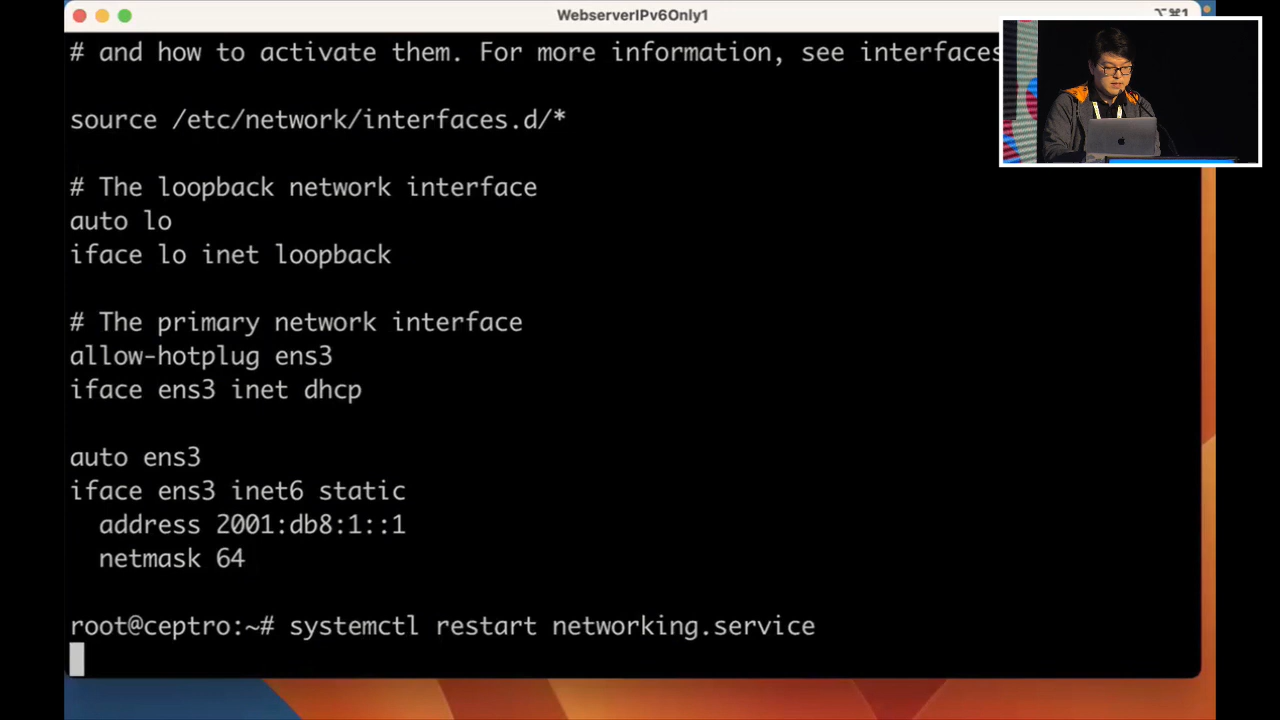 WebserverIPv6Only1
⌥⌘1
# and how to activate them. For more information, see interfaces
source /etc/network/interfaces.d/*
# The loopback network interface
auto lo
iface lo inet loopback
# The primary network interface
allow-hotplug ens3
iface ens3 inet dhcp
auto ens3
iface ens3 inet6 static
  address 2001:db8:1::1
  netmask 64
root@ceptro:~# systemctl restart networking.service